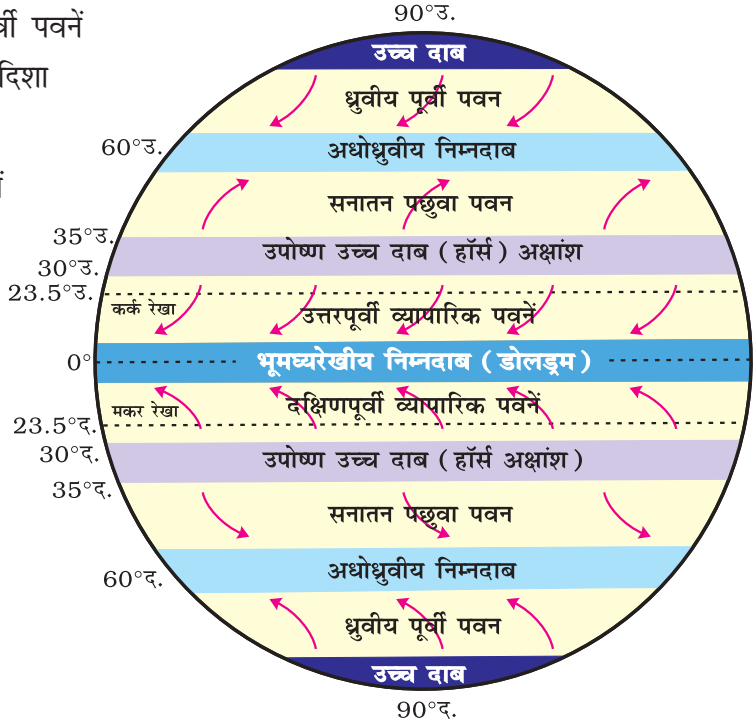 र्वी पवनें
दिशा
90°उ.
उच्च दाब
ध्रुवीय पूर्वी पवन
60°उ.
अधोध्रुवीय निम्नदाब
सनातन पछुवा पवन
35°उ.
उपोष्ण उच्च दाब (हॉर्स) अक्षांश
30°उ.
23.5°उ.
कर्क रेखा
उत्तरपूर्वी व्यापारिक पवनें
0°
भूमघ्यरेखीय निम्नदाब (डोलड्रम)
दक्षिणपूर्वी व्यापारिक पवनें
मकर रेखा
23.5°द.
30°द.
उपोष्ण उच्च दाब (हॉर्स अक्षांश)
35°द.
सनातन पछुवा पवन
60°द.
अधोध्रुवीय निम्नदाब
ध्रुवीय पूर्वी पवन
उच्च दाब
90°द.